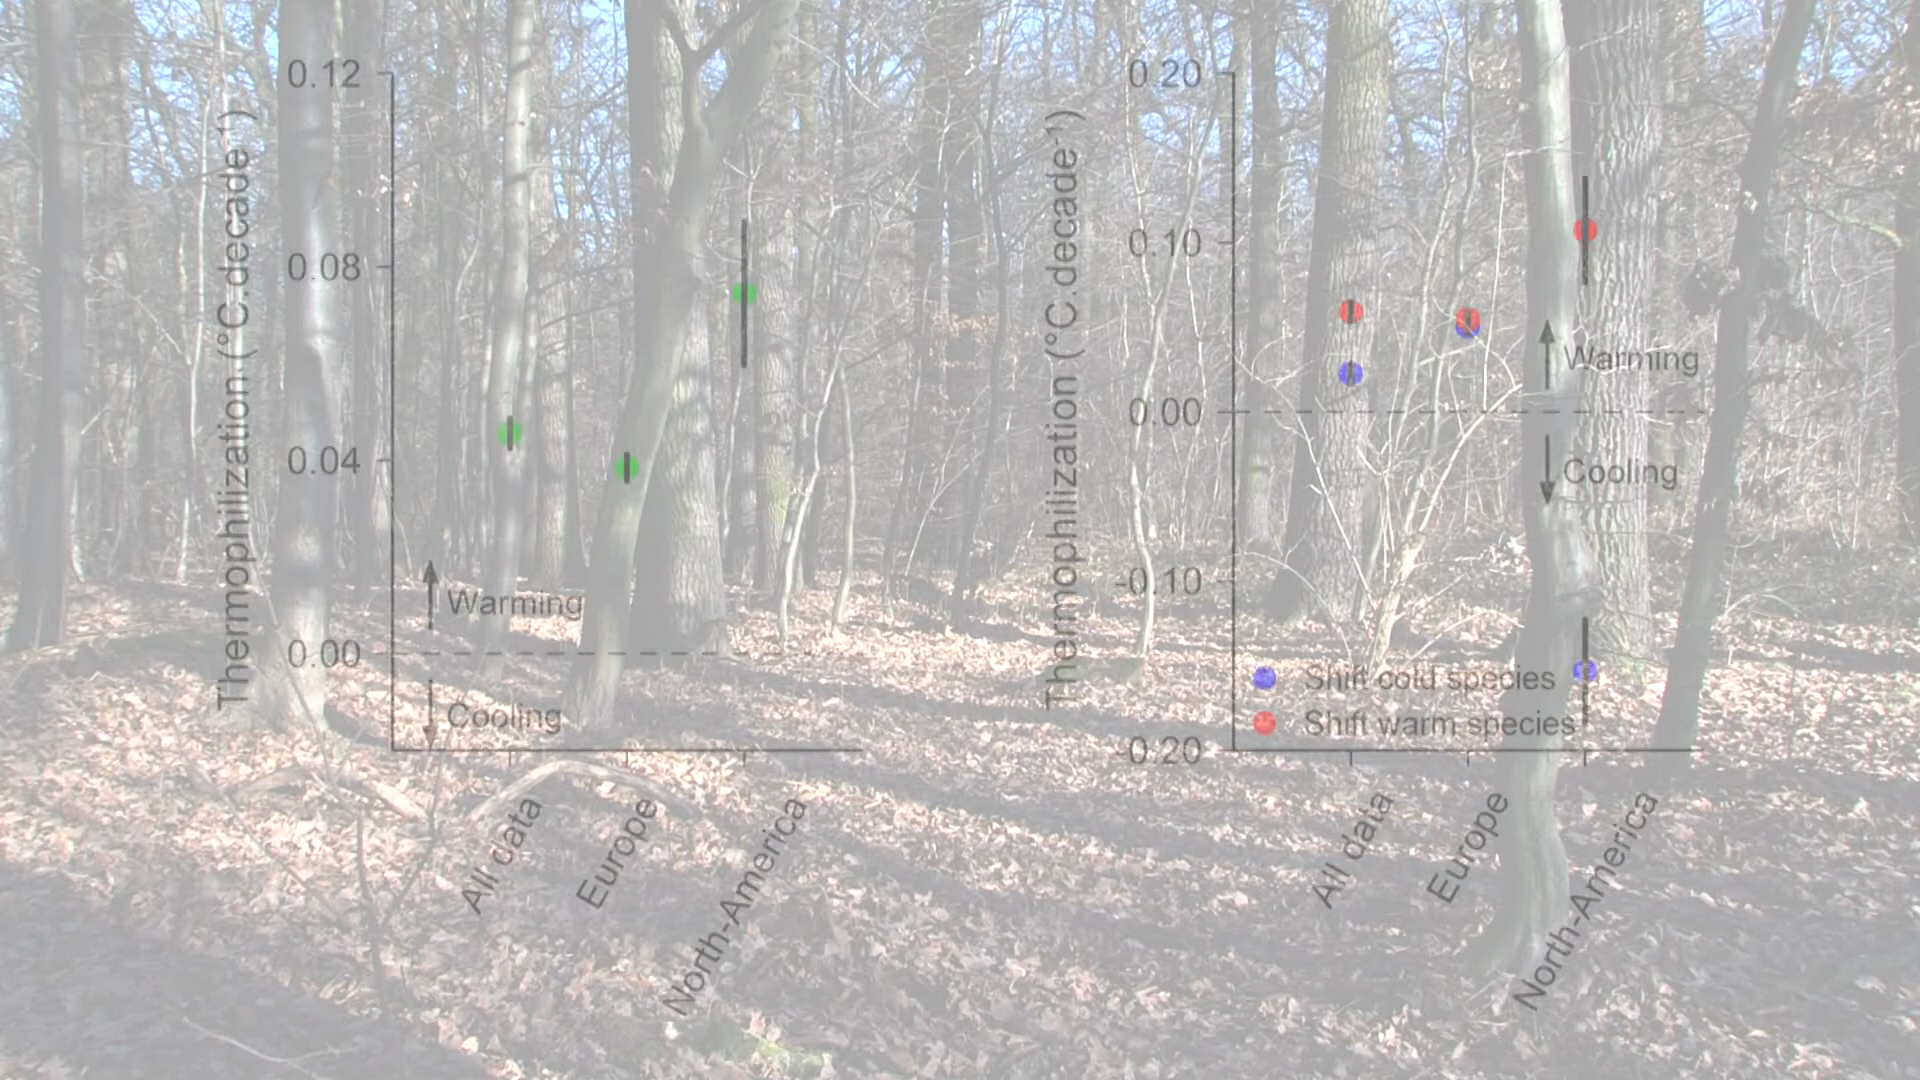 Thermophilization (°C.decade⁻¹)
0.12
0.08
0.04
0.00
Warming
Cooling
All data
Europe
North-America
Thermophilization (°C.decade⁻¹)
0.20
0.10
0.00
-0.10
-0.20
Warming
Cooling
Shift cold species
Shift warm species
All data
Europe
North-America